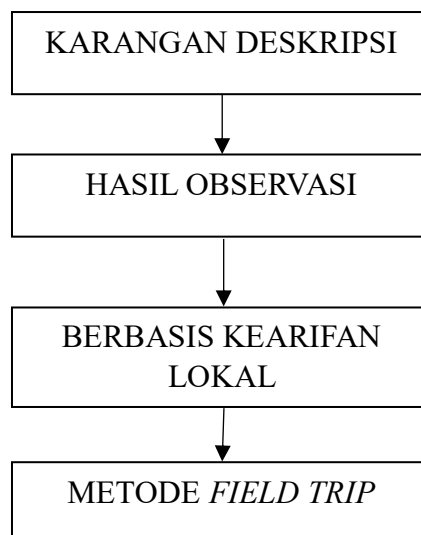 KARANGAN DESKRIPSI
HASIL OBSERVASI
BERBASIS KEARIFAN
LOKAL
METODE FIELD TRIP